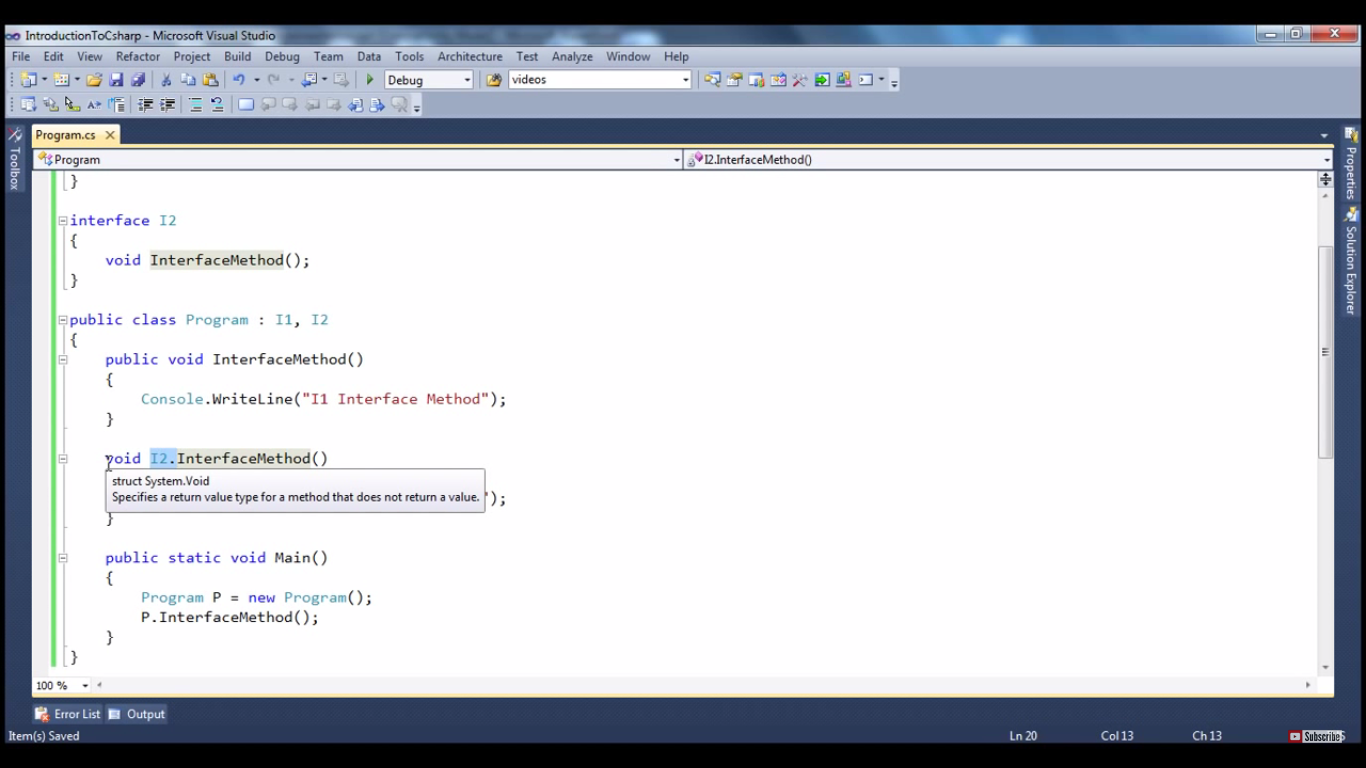 IntroductionToCsharp - Microsoft Visual Studio
File Edit View Refactor Project Build Debug Team Data Tools Architecture Test Analyze Window Help
Debug videos
Program.cs
Program I2.InterfaceMethod()
Toolbox
Properties
Solution Explorer
}
interface I2
{
void InterfaceMethod();
}
public class Program : I1, I2
{
public void InterfaceMethod()
{
Console.WriteLine("I1 Interface Method");
}
void I2.InterfaceMethod()
struct System.Void
Specifies a return value type for a method that does not return a value.
");
}
public static void Main()
{
Program P = new Program();
P.InterfaceMethod();
}
}
100 %
Error List Output
Item(s) Saved Ln 20 Col 13 Ch 13 Subscribe